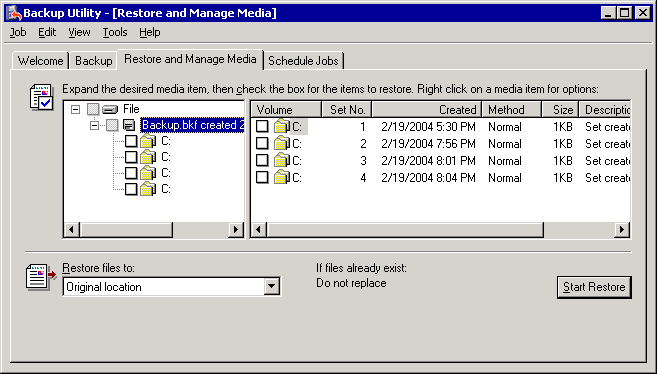 Backup Utility - [Restore and Manage Media]
Job Edit View Tools Help
Welcome Backup Restore and Manage Media Schedule Jobs
Expand the desired media item, then check the box for the items to restore. Right click on a media item for options:
File
Backup.bkf created 2
C:
C:
C:
C:
Volume Set No. Created Method Size Descriptio
C: 1 2/19/2004 5:30 PM Normal 1KB Set create
C: 2 2/19/2004 7:56 PM Normal 1KB Set create
C: 3 2/19/2004 8:01 PM Normal 1KB Set create
C: 4 2/19/2004 8:04 PM Normal 1KB Set create
Restore files to:
Original location
If files already exist:
Do not replace
Start Restore